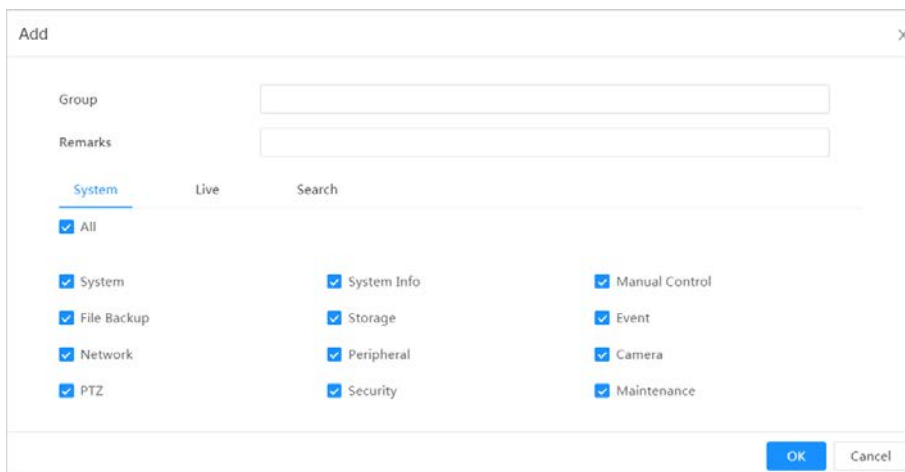 Add
Group
Remarks
System Live Search
All
System System Info Manual Control
File Backup Storage Event
Network Peripheral Camera
PTZ Security Maintenance
OK Cancel